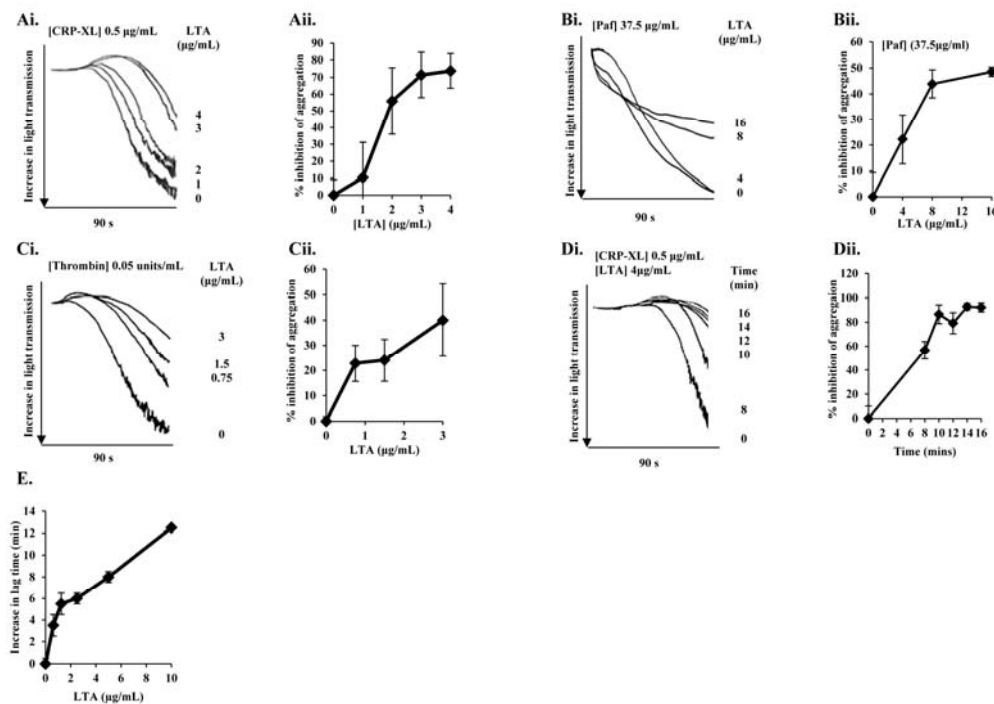 Ai.
[CRP-XL] 0.5 µg/mL
LTA
(µg/mL)
Increase in light transmission
4
3
2
1
0
90 s
Aii.
% inhibition of aggregation
90
80
70
60
50
40
30
20
10
0
0 1 2 3 4
[LTA] (µg/mL)
Bi.
[Paf] 37.5 µg/mL
LTA
(µg/mL)
Increase in light transmission
16
8
4
0
90 s
Bii.
[Paf] (37.5µg/ml)
% inhibition of aggregation
60
50
40
30
20
10
0
0 4 8 12 16
LTA (µg/mL)
Ci.
[Thrombin] 0.05 units/mL
LTA
(µg/mL)
Increase in light transmission
3
1.5
0.75
0
90 s
Cii.
% inhibition of aggregation
60
50
40
30
20
10
0
0 1 2 3
LTA (µg/mL)
Di.
[CRP-XL] 0.5 µg/mL
[LTA] 4µg/mL
Time
(min)
Increase in light transmission
16
14
12
10
8
0
90 s
Dii.
% inhibition of aggregation
120
100
80
60
40
20
0
0 2 4 6 8 10 12 14 16
Time (mins)
E.
Increase in lag time (min)
14
12
10
8
6
4
2
0
0 2 4 6 8 10
LTA (µg/mL)